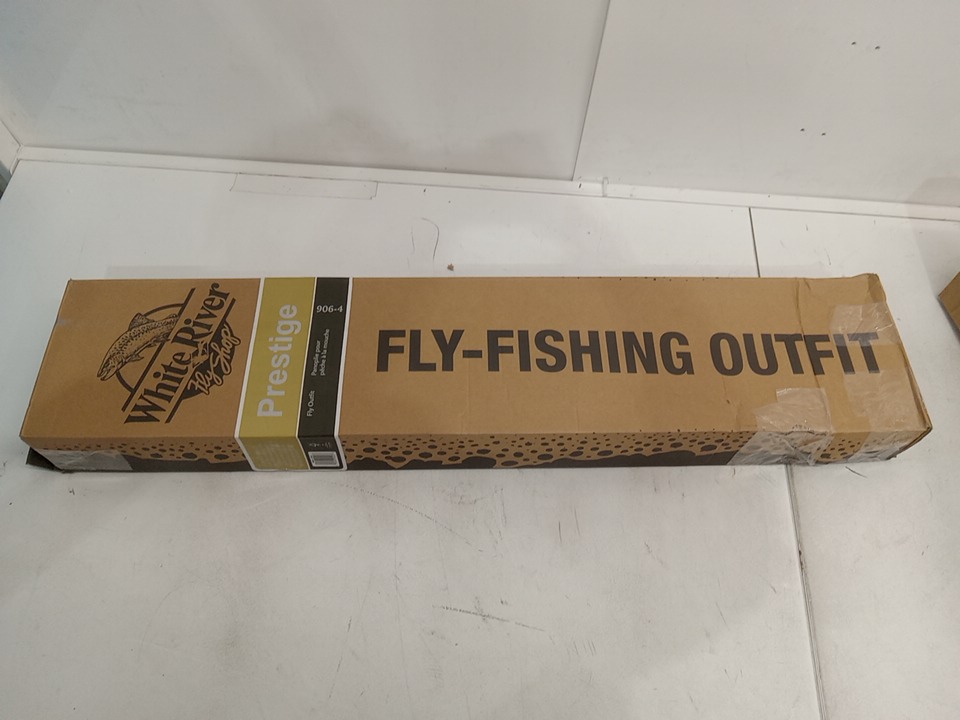 White River
Fly Shop
Prestige
906-4
Fly Outfit
Panoplie pour
pêche à la mouche
FLY-FISHING OUTFIT